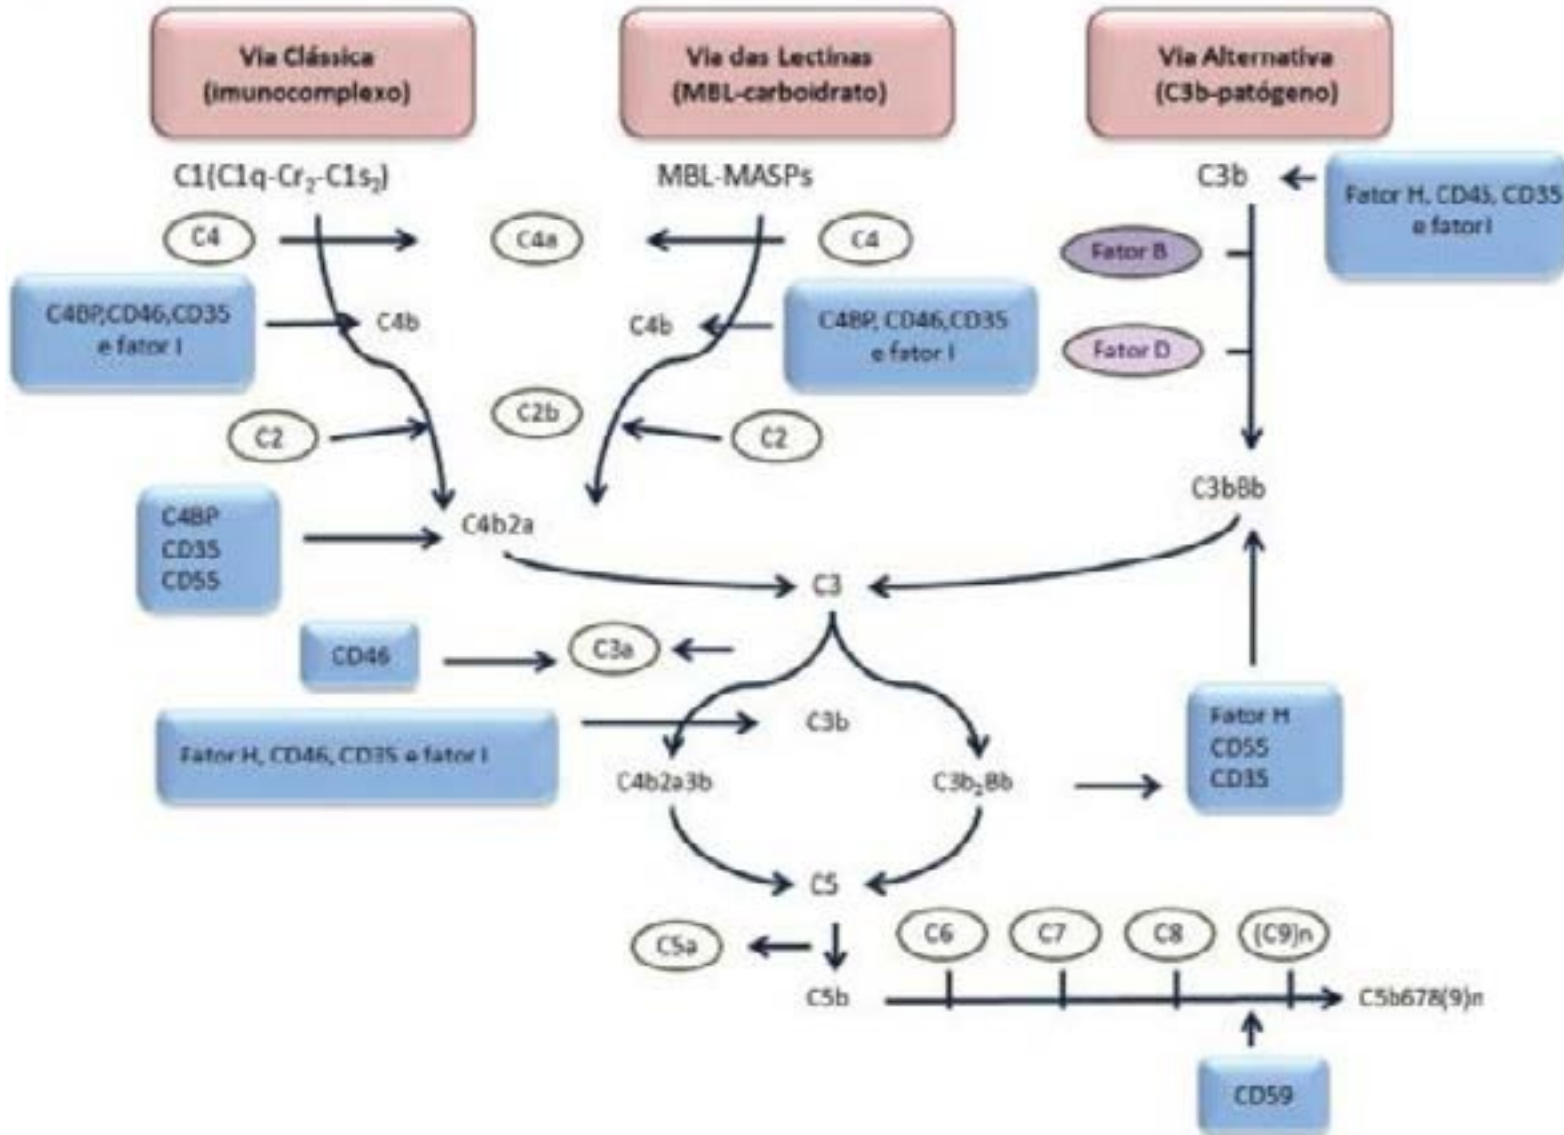 Via Clássica
(imunocomplexo)
Via das Lectinas
(MBL-carboidrato)
Via Alternativa
(C3b-patógeno)
C1(C1q-Cr₂-C1s₂)
MBL-MASPs
C3b
Fator H, CD45, CD35
e fator I
C4
C4a
C4
Fator B
C4BP,CD46,CD35
e fator I
C4b
C4b
C4BP, CD46,CD35
e fator I
Fator D
C2
C2b
C2
C4BP
CD35
CD55
C4b2a
C3bBb
C3
CD46
C3a
Fator H, CD46, CD35 e fator I
C3b
Fator H
CD55
CD35
C4b2a3b
C3b₂Bb
C5
C5a
C6
C7
C8
(C9)n
C5b
C5b678(9)n
CD59